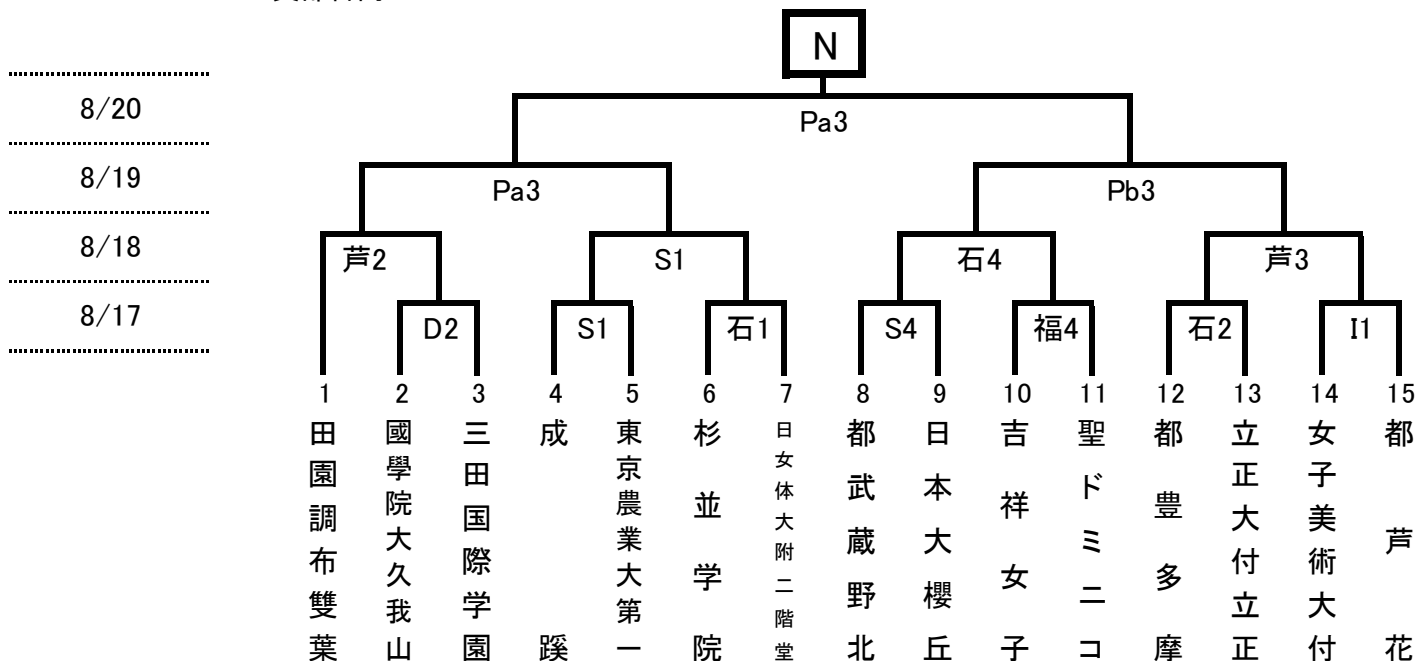 N
8/20
Pa3
8/19
Pa3
Pb3
8/18
芦2
S1
石4
芦3
8/17
D2
S1
石1
S4
福4
石2
I1
1
2
3
4
5
6
7
8
9
10
11
12
13
14
15
田園調布雙葉
國學院大久我山
三田国際学園
成蹊
東京農業大第一
杉並学院
日女体大附二階堂
都武蔵野北
日本大櫻丘
吉祥女子
聖ドミニコ
都豊多摩
立正大付立正
女子美術大付
都芦花